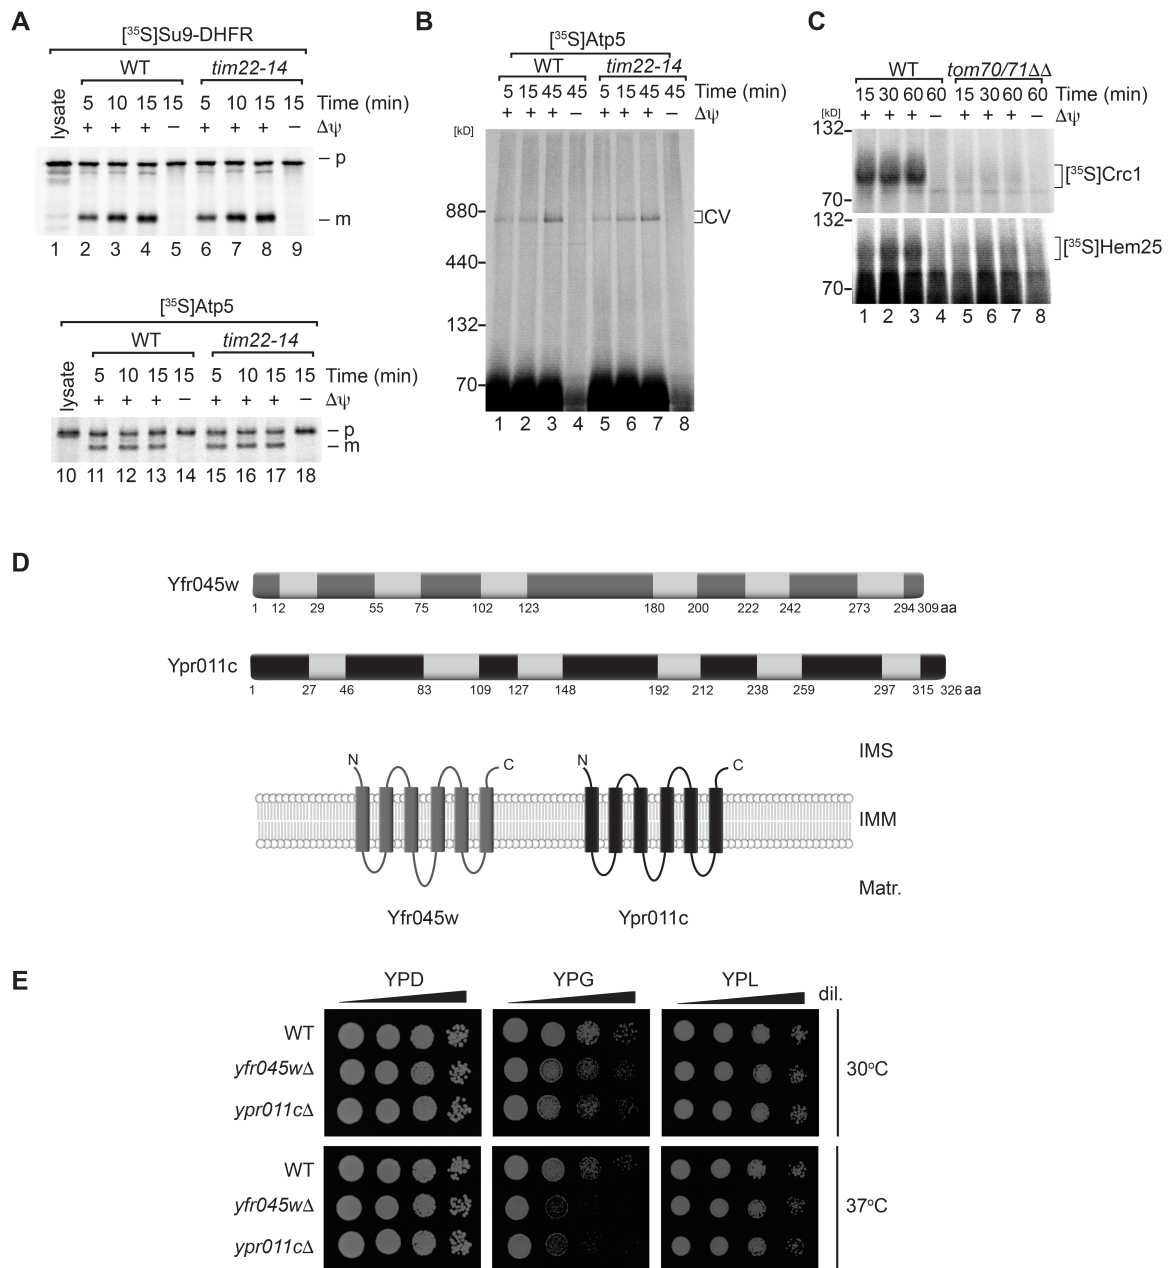 A
[³⁵S]Su9-DHFR
lysate
WT tim22-14
5 10 15 15 5 10 15 15 Time (min)
+ + + – + + + – Δψ
– p
– m
1 2 3 4 5 6 7 8 9
[³⁵S]Atp5
lysate
WT tim22-14
5 10 15 15 5 10 15 15 Time (min)
+ + + – + + + – Δψ
– p
– m
10 11 12 13 14 15 16 17 18
B
[³⁵S]Atp5
WT tim22-14
5 15 45 45 5 15 45 45 Time (min)
+ + + – + + + – Δψ
[kD]
880
CV
440
132
70
1 2 3 4 5 6 7 8
C
WT tom70/71ΔΔ
15 30 60 60 15 30 60 60 Time (min)
[kD] + + + – + + + – Δψ
132
[³⁵S]Crc1
70
132
[³⁵S]Hem25
70
1 2 3 4 5 6 7 8
D
Yfr045w
1 12 29 55 75 102 123 180 200 222 242 273 294 309 aa
Ypr011c
1 27 46 83 109 127 148 192 212 238 259 297 315 326 aa
IMS
N C N C
IMM
Matr.
Yfr045w Ypr011c
E
YPD YPG YPL
dil.
WT
yfr045wΔ
ypr011cΔ
30°C
WT
yfr045wΔ
ypr011cΔ
37°C